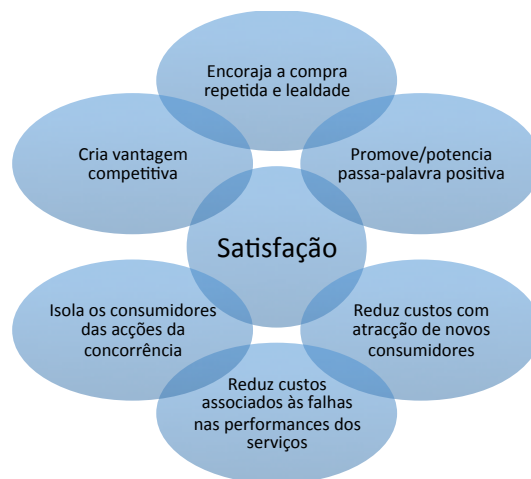 Encoraja a compra
repetida e lealdade
Cria vantagem
competitiva
Promove/potencia
passa-palavra positiva
Satisfação
Isola os consumidores
das acções da
concorrência
Reduz custos com
atracção de novos
consumidores
Reduz custos
associados às falhas
nas performances dos
serviços